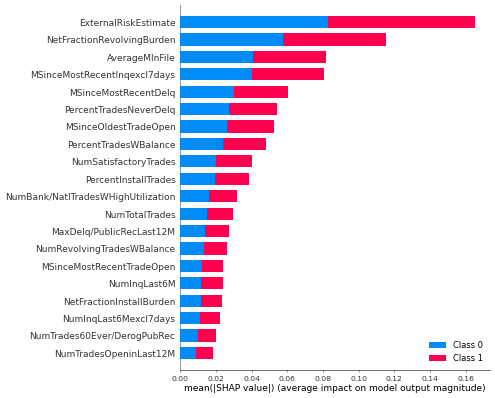 ExternalRiskEstimate
NetFractionRevolvingBurden
AverageMInFile
MSinceMostRecentInqexcl7days
MSinceMostRecentDelq
PercentTradesNeverDelq
MSinceOldestTradeOpen
PercentTradesWBalance
NumSatisfactoryTrades
PercentInstallTrades
NumBank/NatlTradesWHighUtilization
NumTotalTrades
MaxDelq/PublicRecLast12M
NumRevolvingTradesWBalance
MSinceMostRecentTradeOpen
NumInqLast6M
NetFractionInstallBurden
NumInqLast6Mexcl7days
NumTrades60Ever/DerogPubRec
NumTradesOpeninLast12M
Class 0
Class 1
0.00 0.02 0.04 0.06 0.08 0.10 0.12 0.14 0.16
mean(|SHAP value|) (average impact on model output magnitude)